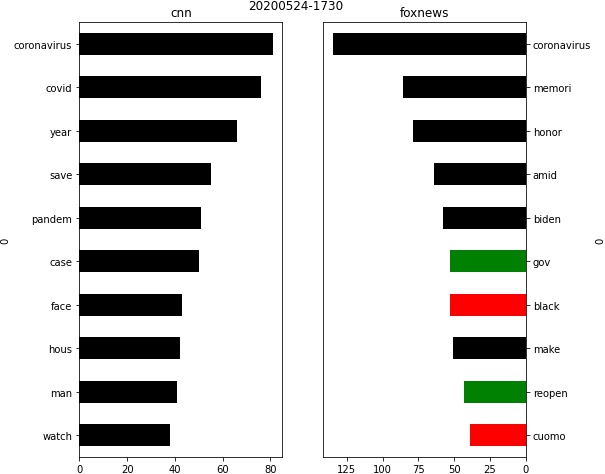 20200524-1730
cnn
foxnews
coronavirus
covid
year
save
pandem
case
face
hous
man
watch
0
0 20 40 60 80
coronavirus
memori
honor
amid
biden
gov
black
make
reopen
cuomo
0
125 100 75 50 25 0